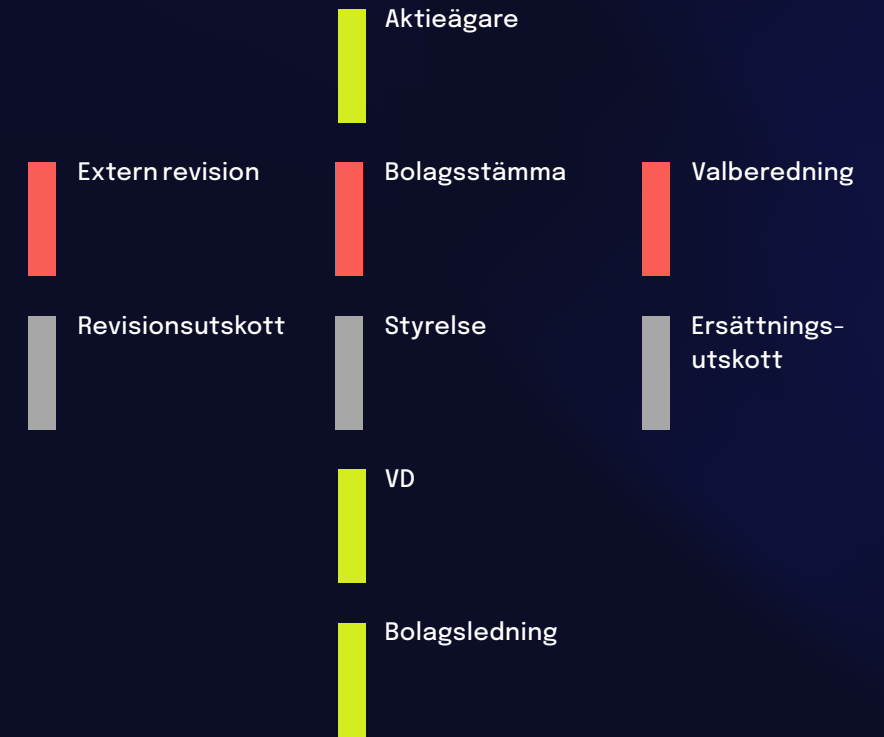 Aktieägare
Extern revision
Bolagsstämma
Valberedning
Revisionsutskott
Styrelse
Ersättnings-
utskott
VD
Bolagsledning